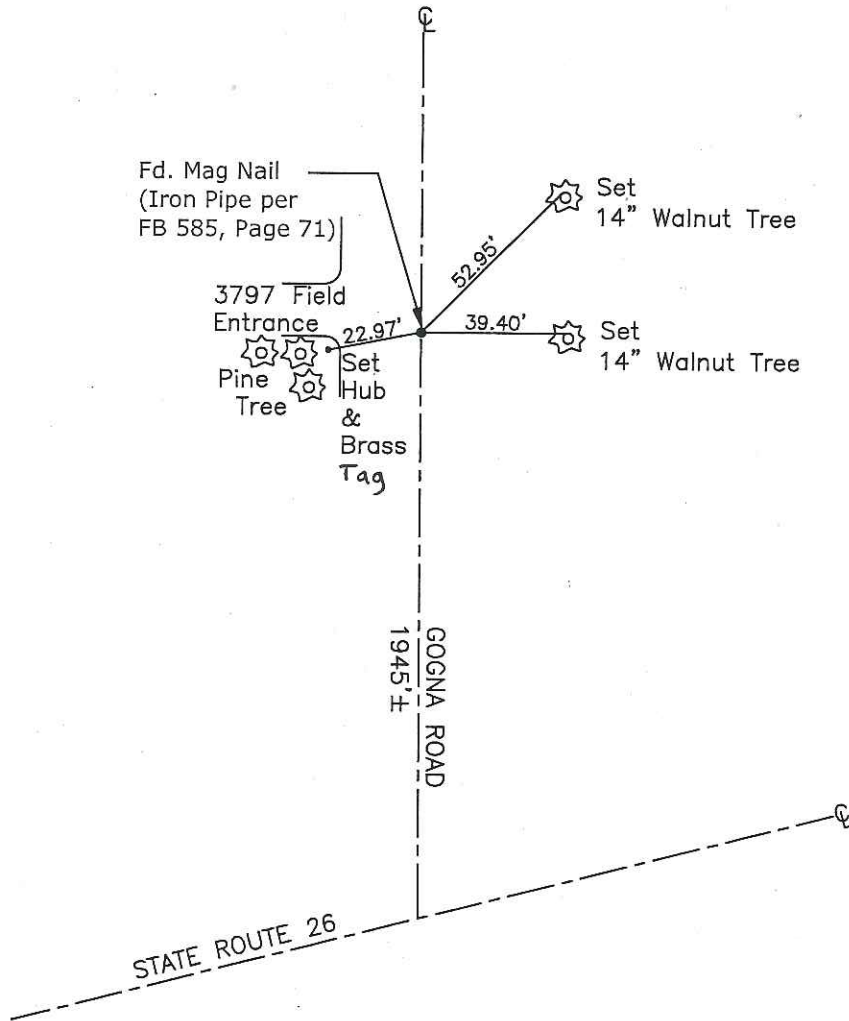 ℄
Fd. Mag Nail
(Iron Pipe per
FB 585, Page 71)
Set
14" Walnut Tree
52.95'
3797 Field
Entrance
22.97'
39.40'
Set
14" Walnut Tree
Pine
Tree
Set
Hub
&
Brass
Tag
GOGNA ROAD
1945'±
℄
STATE ROUTE 26